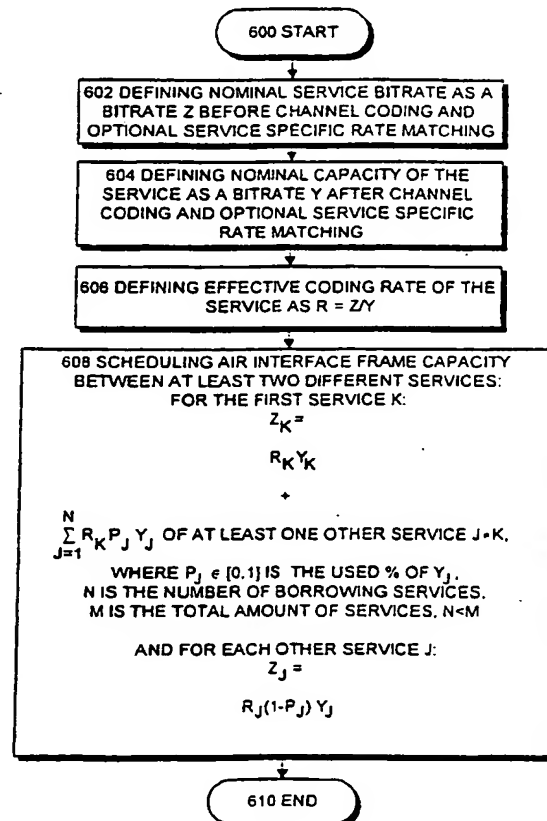 600 START
602 DEFINING NOMINAL SERVICE BITRATE AS A
BITRATE Z BEFORE CHANNEL CODING AND
OPTIONAL SERVICE SPECIFIC RATE MATCHING
604 DEFINING NOMINAL CAPACITY OF THE
SERVICE AS A BITRATE Y AFTER CHANNEL
CODING AND OPTIONAL SERVICE SPECIFIC
RATE MATCHING
606 DEFINING EFFECTIVE CODING RATE OF THE
SERVICE AS R = Z/Y
608 SCHEDULING AIR INTERFACE FRAME CAPACITY
BETWEEN AT LEAST TWO DIFFERENT SERVICES:
FOR THE FIRST SERVICE K:
Z_K =
R_K Y_K
+
N
∑ R_K P_J Y_J OF AT LEAST ONE OTHER SERVICE J≠K,
J=1
WHERE P_J ∈ [0,1] IS THE USED % OF Y_J,
N IS THE NUMBER OF BORROWING SERVICES,
M IS THE TOTAL AMOUNT OF SERVICES, N<M
AND FOR EACH OTHER SERVICE J:
Z_J =
R_J(1-P_J) Y_J
610 END